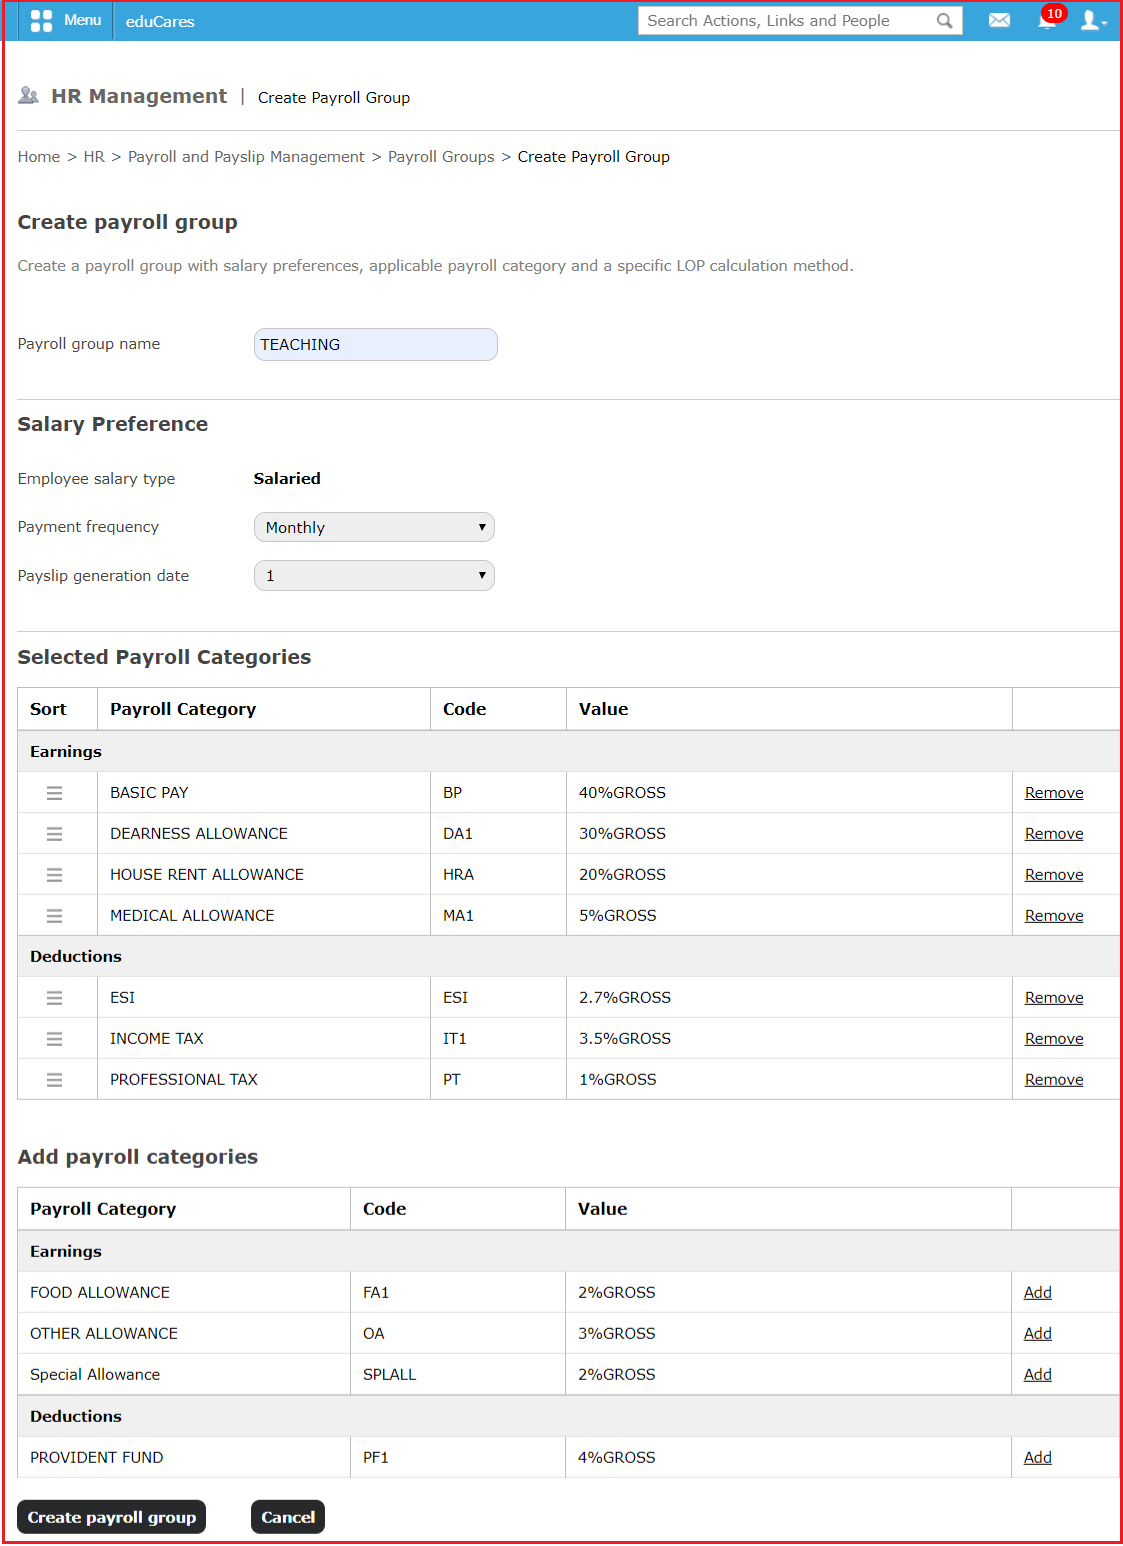 Menu eduCares Search Actions, Links and People 10
HR Management | Create Payroll Group
Home > HR > Payroll and Payslip Management > Payroll Groups > Create Payroll Group
Create payroll group
Create a payroll group with salary preferences, applicable payroll category and a specific LOP calculation method.
Payroll group name TEACHING
Salary Preference
Employee salary type Salaried
Payment frequency Monthly
Payslip generation date 1
Selected Payroll Categories
Sort Payroll Category Code Value
Earnings
BASIC PAY BP 40%GROSS Remove
DEARNESS ALLOWANCE DA1 30%GROSS Remove
HOUSE RENT ALLOWANCE HRA 20%GROSS Remove
MEDICAL ALLOWANCE MA1 5%GROSS Remove
Deductions
ESI ESI 2.7%GROSS Remove
INCOME TAX IT1 3.5%GROSS Remove
PROFESSIONAL TAX PT 1%GROSS Remove
Add payroll categories
Payroll Category Code Value
Earnings
FOOD ALLOWANCE FA1 2%GROSS Add
OTHER ALLOWANCE OA 3%GROSS Add
Special Allowance SPLALL 2%GROSS Add
Deductions
PROVIDENT FUND PF1 4%GROSS Add
Create payroll group Cancel